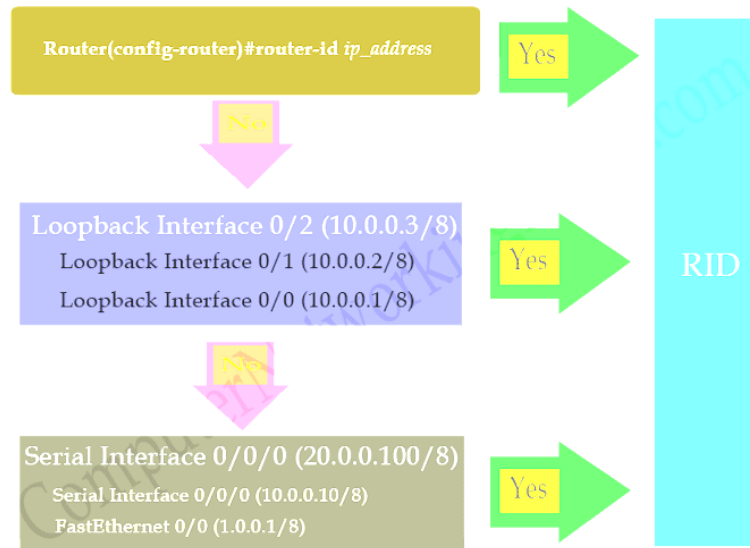 Router(config-router)#router-id ip_address
Yes
No
Loopback Interface 0/2 (10.0.0.3/8)
Loopback Interface 0/1 (10.0.0.2/8)
Loopback Interface 0/0 (10.0.0.1/8)
Yes
RID
No
Serial Interface 0/0/0 (20.0.0.100/8)
Serial Interface 0/0/0 (10.0.0.10/8)
FastEthernet 0/0 (1.0.0.1/8)
Yes